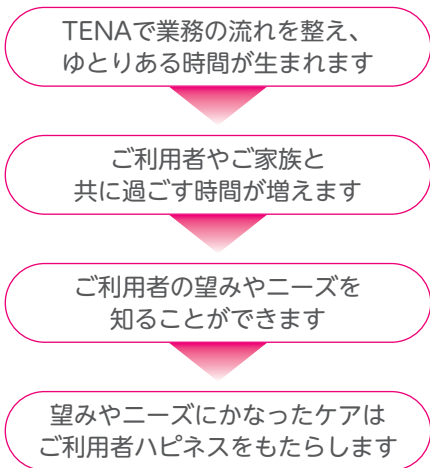 TENAで業務の流れを整え、
ゆとりある時間が生まれます
ご利用者やご家族と
共に過ごす時間が増えます
ご利用者の望みやニーズを
知ることができます
望みやニーズにかなったケアは
ご利用者ハピネスをもたらします